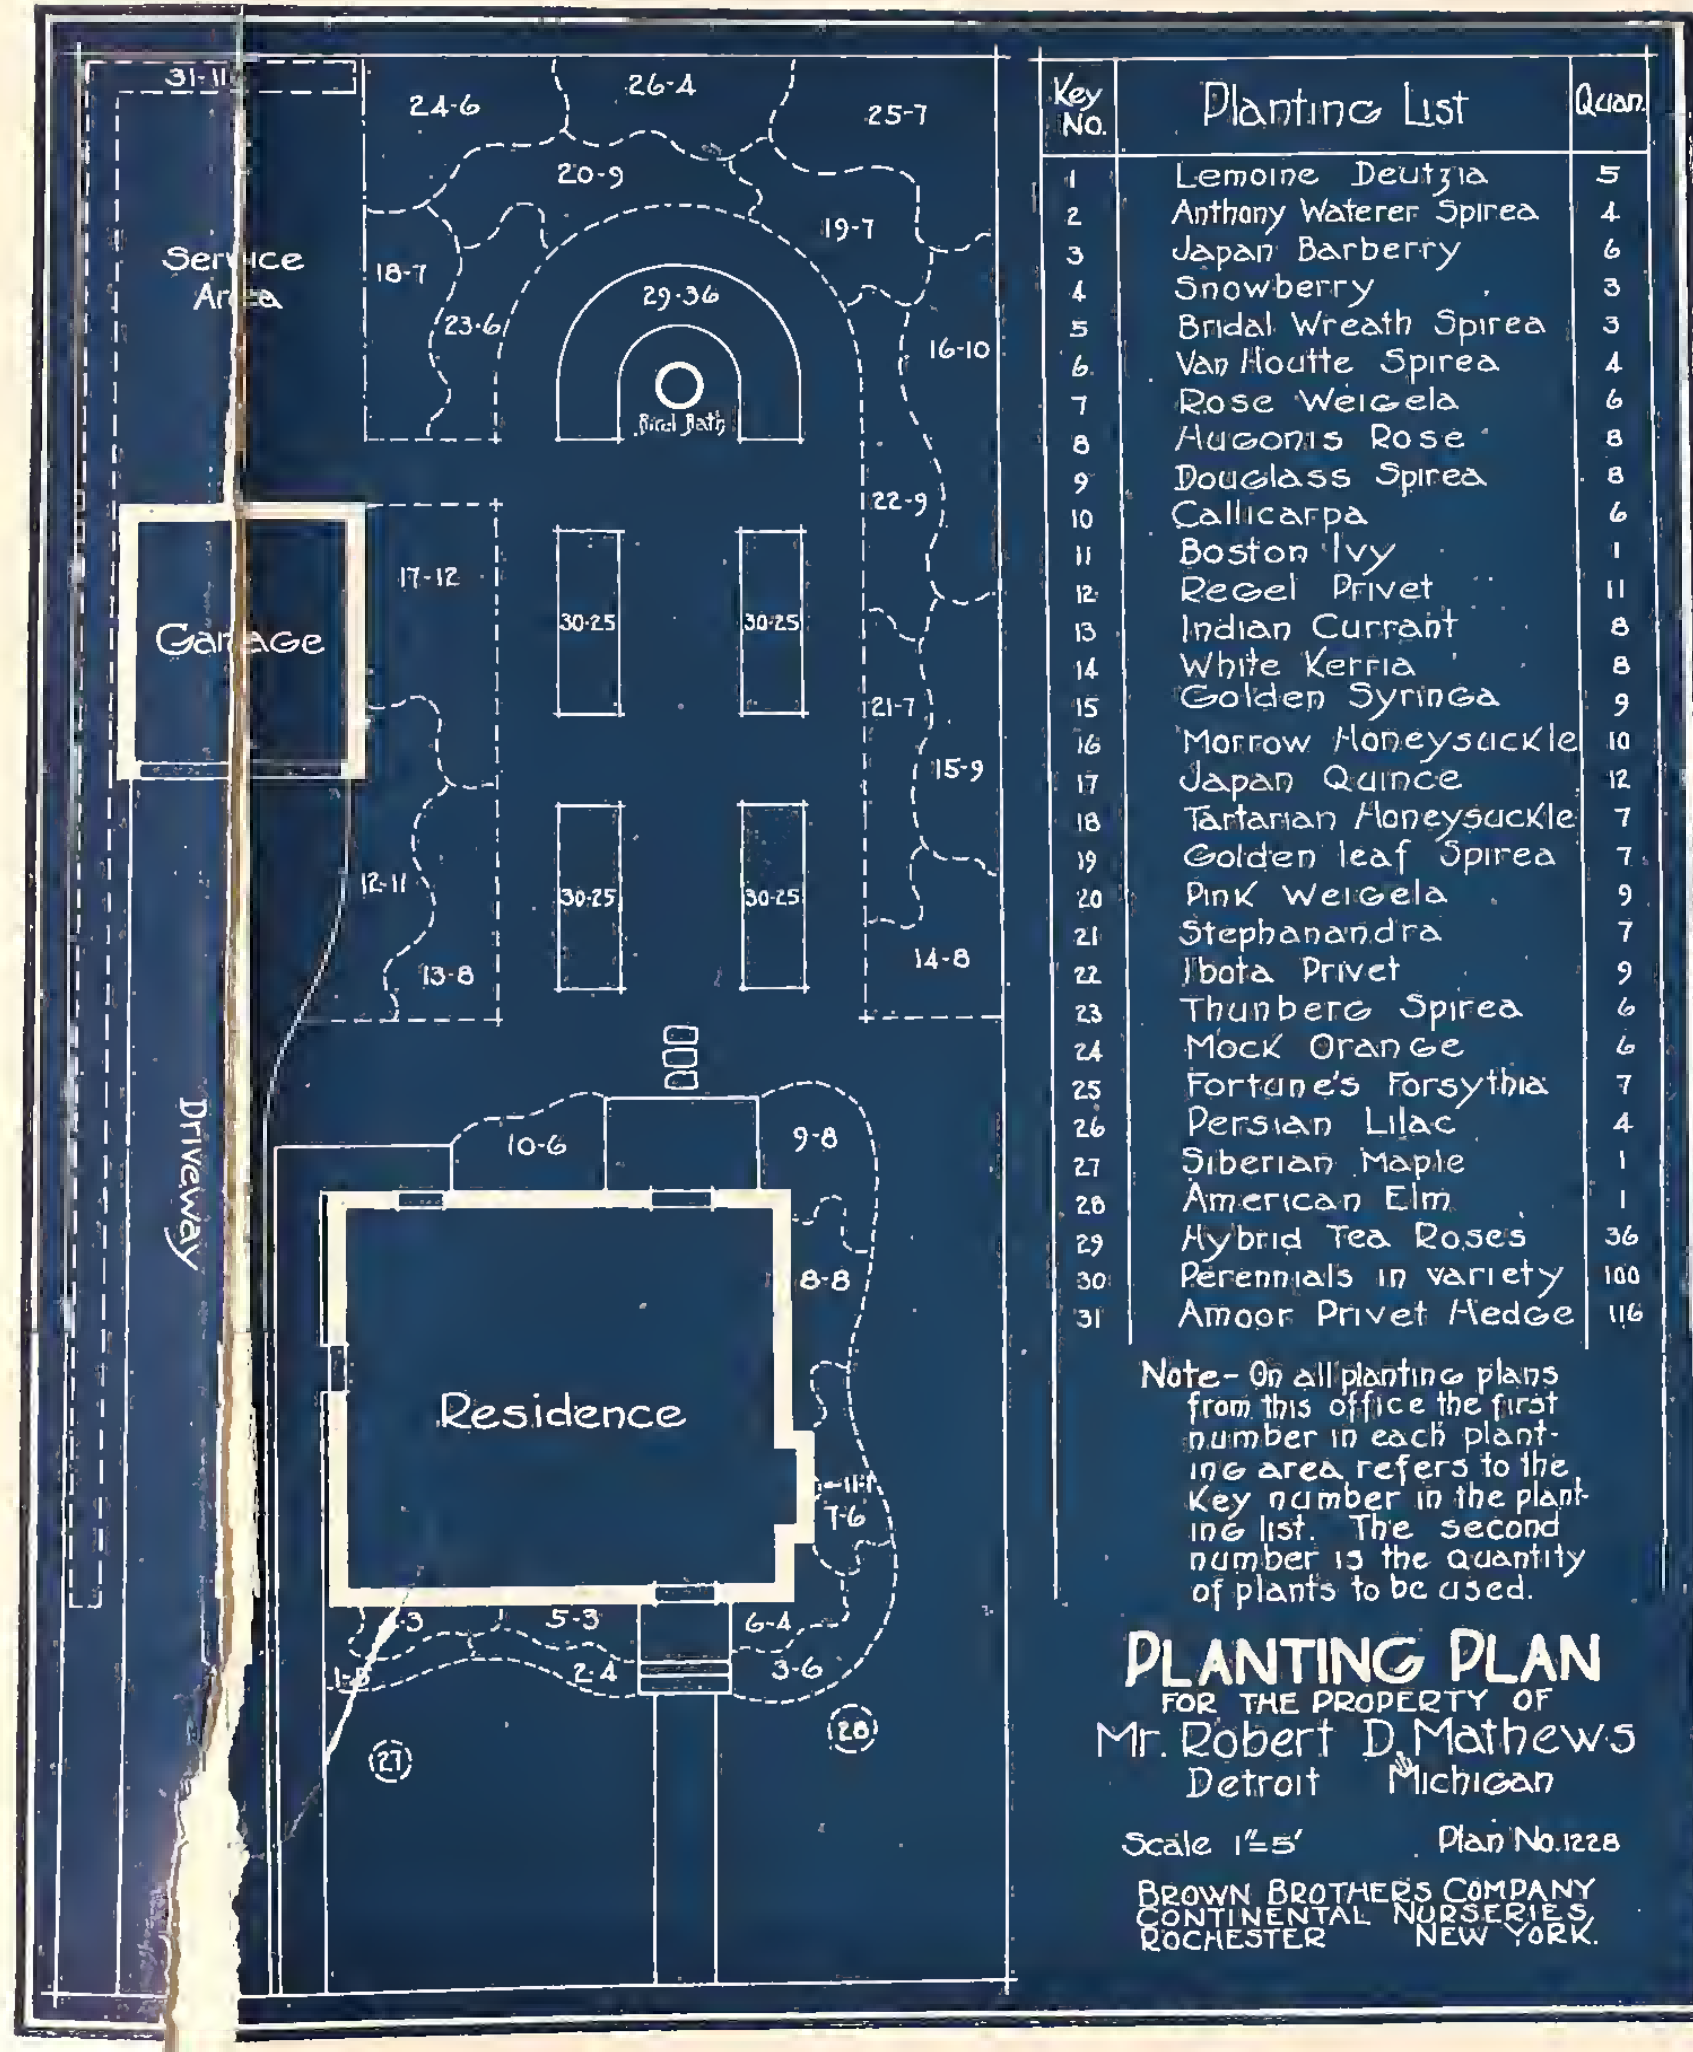 31-11
24-6
26-4
25-7
20-9
19-7
Service
Area
18-7
23-6
29-36
16-10
Bird Bath
22-9
17-12
Garage
30-25
30-25
21-7
15-9
12-11
30-25
30-25
13-8
14-8
Driveway
10-6
9-8
8-8
Residence
11-1
7-6
5-3
6-4
2-4
3-6
27
28
Key No. Planting List Quan.
1 Lemoine Deutzia 5
2 Anthony Waterer Spirea 4
3 Japan Barberry 6
4 Snowberry 3
5 Bridal Wreath Spirea 3
6 Van Houtte Spirea 4
7 Rose Weigela 6
8 Hugonis Rose 8
9 Douglass Spirea 8
10 Callicarpa 6
11 Boston Ivy 1
12 Regel Privet 11
13 Indian Currant 8
14 White Kerria 8
15 Golden Syringa 9
16 Morrow Honeysuckle 10
17 Japan Quince 12
18 Tartarian Honeysuckle 7
19 Golden leaf Spirea 7
20 Pink Weigela 9
21 Stephanandra 7
22 Ibota Privet 9
23 Thunberg Spirea 6
24 Mock Orange 6
25 Fortune's Forsythia 7
26 Persian Lilac 4
27 Siberian Maple 1
28 American Elm 1
29 Hybrid Tea Roses 36
30 Perennials in variety 100
31 Amoor Privet Hedge 116
Note- On all planting plans
from this office the first
number in each plant-
ing area refers to the
Key number in the plant-
ing list. The second
number is the quantity
of plants to be used.
PLANTING PLAN
FOR THE PROPERTY OF
Mr. Robert D. Mathews
Detroit Michigan
Scale 1"=5' Plan No. 1228
BROWN BROTHERS COMPANY
CONTINENTAL NURSERIES
ROCHESTER NEW YORK.